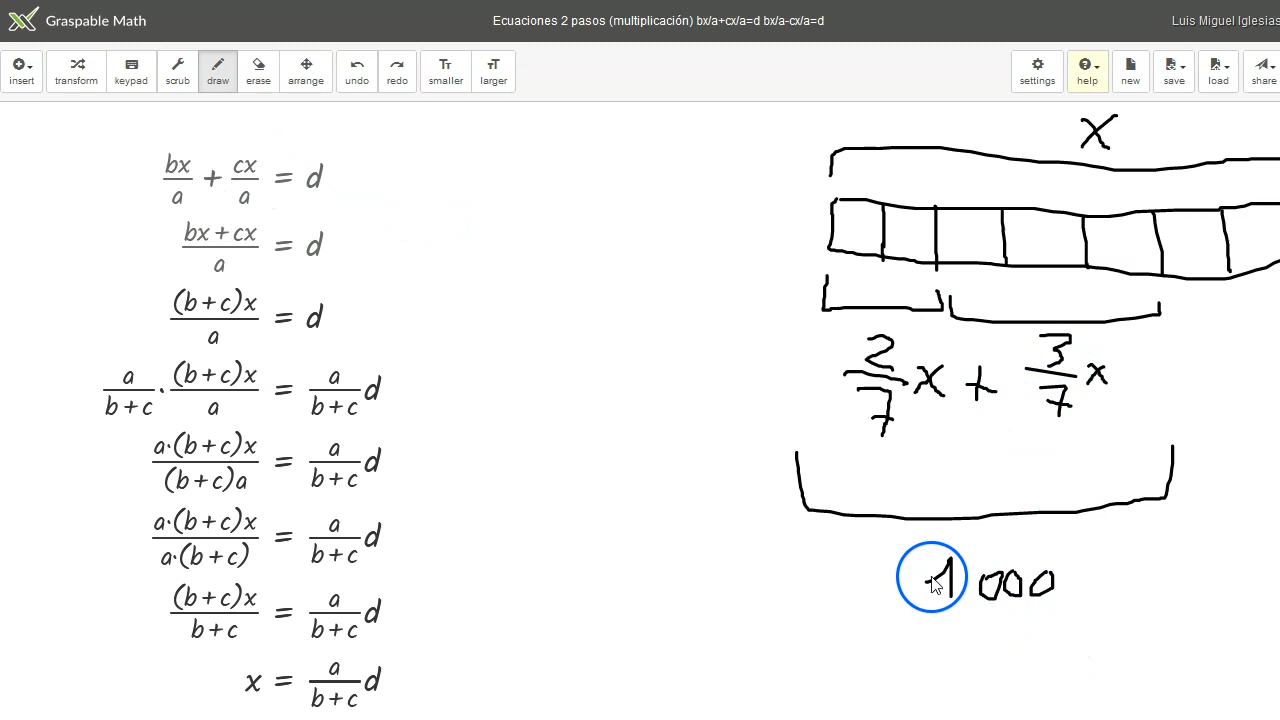 Graspable Math Ecuaciones 2 pasos (multiplicación) bx/a+cx/a=d bx/a-cx/a=d Luis Miguel Iglesias
insert transform keypad scrub draw erase arrange undo redo smaller larger settings help new save load share
bx/a + cx/a = d
(bx+cx)/a = d
((b+c)x)/a = d
a/(b+c) · ((b+c)x)/a = a/(b+c) d
(a·(b+c)x)/((b+c)a) = a/(b+c) d
(a·(b+c)x)/(a·(b+c)) = a/(b+c) d
((b+c)x)/(b+c) = a/(b+c) d
x = a/(b+c) d
x
2/7 x + 3/7 x
1 000